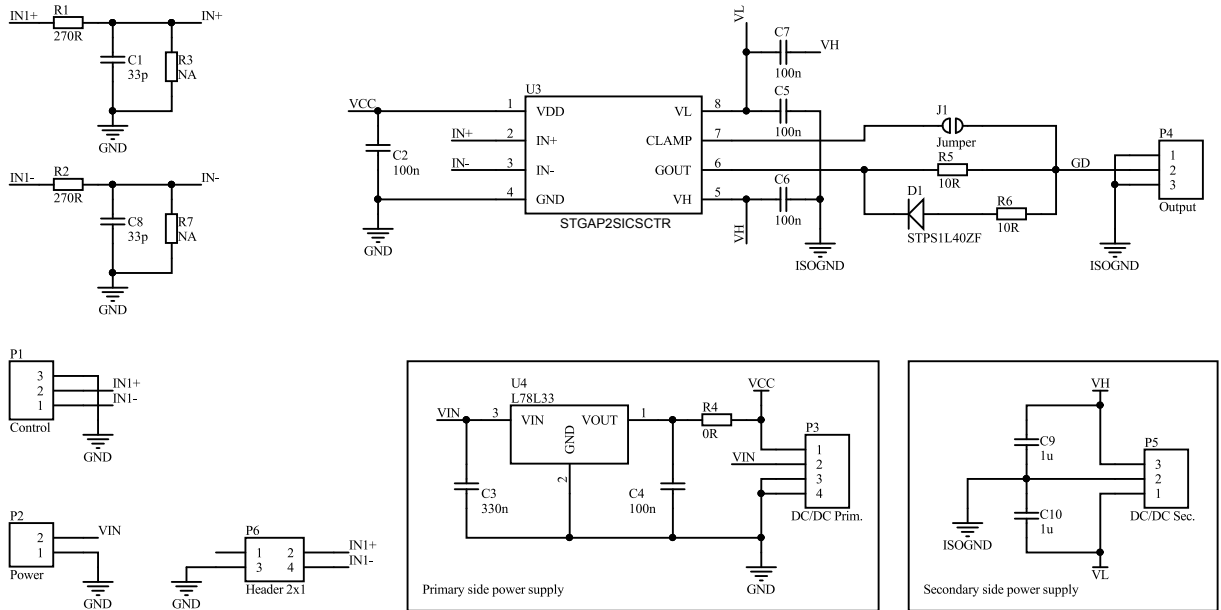 IN1+
R1
270R
IN+
C1
33p
R3
NA
GND
IN1-
R2
270R
IN-
C8
33p
R7
NA
GND
VCC
C2
100n
GND
IN+
IN-
U3
1
VDD
2
IN+
3
IN-
4
GND
VL
8
CLAMP
7
GOUT
6
VH
5
STGAP2SICSCTR
VL
C7
100n
VH
C5
100n
C6
100n
VH
ISOGND
J1
Jumper
R5
10R
D1
STPS1L40ZF
R6
10R
GD
P4
1
2
3
Output
ISOGND
P1
3
2
1
IN1+
IN1-
Control
GND
P2
2
1
VIN
Power
GND
P6
1
2
3
4
IN1+
IN1-
Header 2x1
GND
U4
L78L33
VIN
3
VIN
VOUT
1
GND
2
C3
330n
C4
100n
R4
0R
VCC
VIN
P3
1
2
3
4
DC/DC Prim.
GND
Primary side power supply
VH
C9
1u
C10
1u
P5
3
2
1
DC/DC Sec.
ISOGND
VL
Secondary side power supply